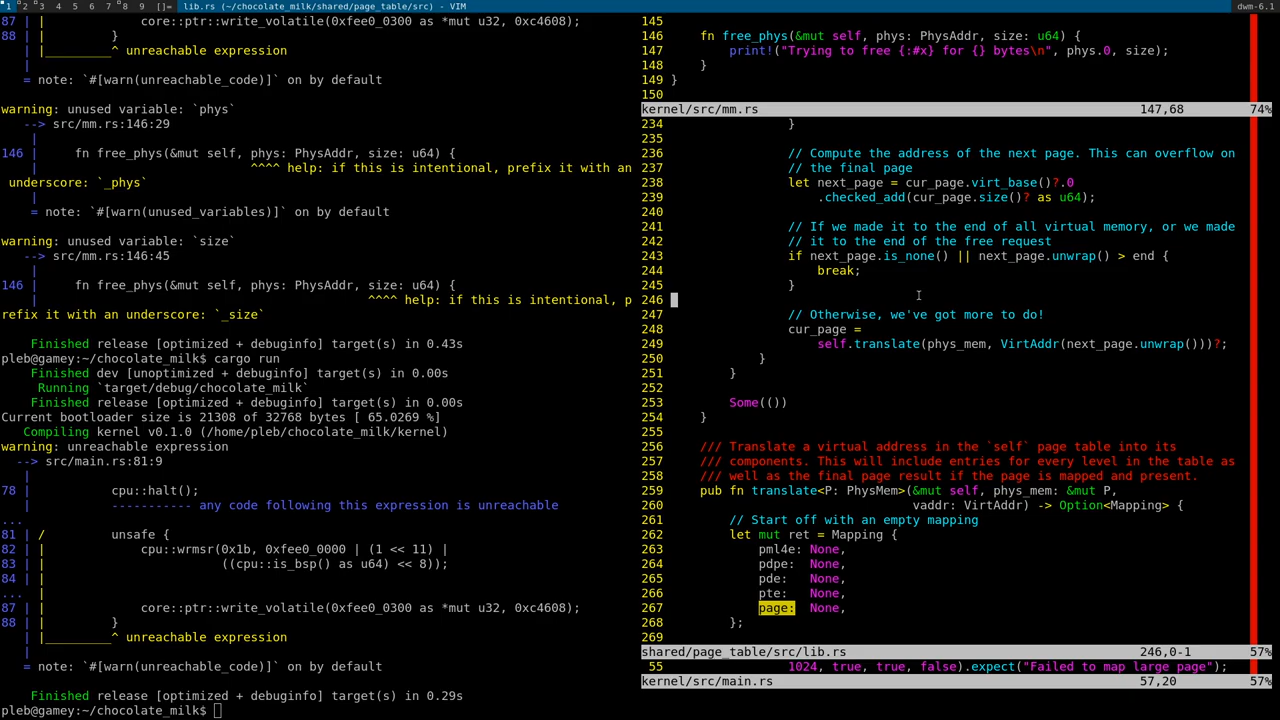 1 2 3 4 5 6 7 8 9 []= lib.rs (~/chocolate_milk/shared/page_table/src) - VIM dwm-6.1
87 | | core::ptr::write_volatile(0xfee0_0300 as *mut u32, 0xc4608);
88 | | }
| |_________^ unreachable expression
|
= note: `#[warn(unreachable_code)]` on by default
warning: unused variable: `phys`
--> src/mm.rs:146:29
|
146 | fn free_phys(&mut self, phys: PhysAddr, size: u64) {
| ^^^^ help: if this is intentional, prefix it with an
underscore: `_phys`
|
= note: `#[warn(unused_variables)]` on by default
warning: unused variable: `size`
--> src/mm.rs:146:45
|
146 | fn free_phys(&mut self, phys: PhysAddr, size: u64) {
| ^^^^ help: if this is intentional, p
refix it with an underscore: `_size`
Finished release [optimized + debuginfo] target(s) in 0.43s
pleb@gamey:~/chocolate_milk$ cargo run
Finished dev [unoptimized + debuginfo] target(s) in 0.00s
Running `target/debug/chocolate_milk`
Finished release [optimized + debuginfo] target(s) in 0.00s
Current bootloader size is 21308 of 32768 bytes [ 65.0269 %]
Compiling kernel v0.1.0 (/home/pleb/chocolate_milk/kernel)
warning: unreachable expression
--> src/main.rs:81:9
|
78 | cpu::halt();
| ----------- any code following this expression is unreachable
...
81 | / unsafe {
82 | | cpu::wrmsr(0x1b, 0xfee0_0000 | (1 << 11) |
83 | | ((cpu::is_bsp() as u64) << 8));
84 | |
... |
87 | | core::ptr::write_volatile(0xfee0_0300 as *mut u32, 0xc4608);
88 | | }
| |_________^ unreachable expression
|
= note: `#[warn(unreachable_code)]` on by default
Finished release [optimized + debuginfo] target(s) in 0.29s
pleb@gamey:~/chocolate_milk$
145
146 fn free_phys(&mut self, phys: PhysAddr, size: u64) {
147 print!("Trying to free {:#x} for {} bytes\n", phys.0, size);
148 }
149 }
150
kernel/src/mm.rs 147,68 74%
234 }
235
236 // Compute the address of the next page. This can overflow on
237 // the final page
238 let next_page = cur_page.virt_base()?.0
239 .checked_add(cur_page.size()? as u64);
240
241 // If we made it to the end of all virtual memory, or we made
242 // it to the end of the free request
243 if next_page.is_none() || next_page.unwrap() > end {
244 break;
245 }
246
247 // Otherwise, we've got more to do!
248 cur_page =
249 self.translate(phys_mem, VirtAddr(next_page.unwrap()))?;
250 }
251 }
252
253 Some(())
254 }
255
256 /// Translate a virtual address in the `self` page table into its
257 /// components. This will include entries for every level in the table as
258 /// well as the final page result if the page is mapped and present.
259 pub fn translate<P: PhysMem>(&mut self, phys_mem: &mut P,
260 vaddr: VirtAddr) -> Option<Mapping> {
261 // Start off with an empty mapping
262 let mut ret = Mapping {
263 pml4e: None,
264 pdpe: None,
265 pde: None,
266 pte: None,
267 page: None,
268 };
269
shared/page_table/src/lib.rs 246,0-1 57%
55 1024, true, true, false).expect("Failed to map large page");
kernel/src/main.rs 57,20 57%